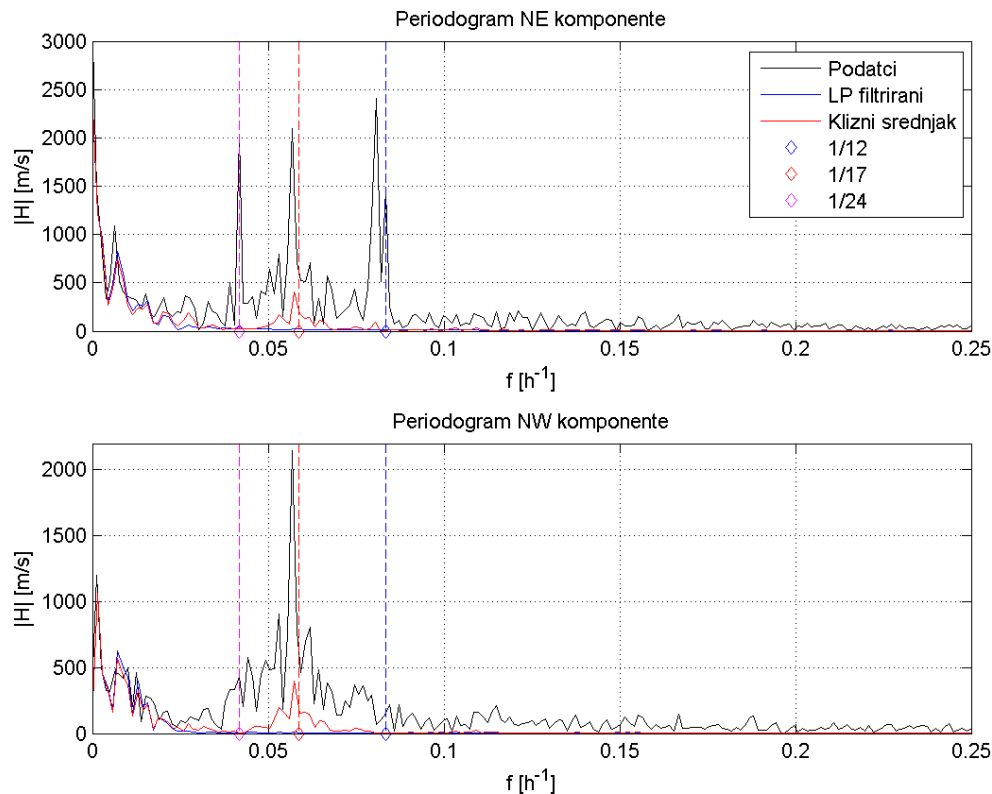 Periodogram NE komponente
|H| [m/s]
3000
2500
2000
1500
1000
500
0
Podatci
LP filtrirani
Klizni srednjak
1/12
1/17
1/24
0 0.05 0.1 0.15 0.2 0.25
f [h-1]
Periodogram NW komponente
|H| [m/s]
2000
1500
1000
500
0
0 0.05 0.1 0.15 0.2 0.25
f [h-1]